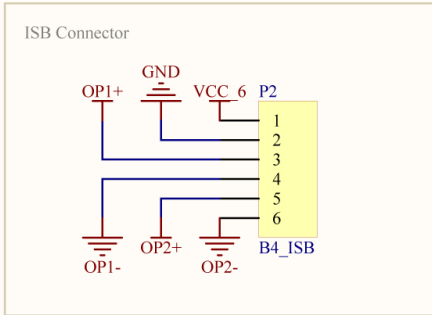 ISB Connector
GND
OP1+
VCC_6
P2
1
2
3
4
5
6
OP1-
OP2+
OP2-
B4_ISB